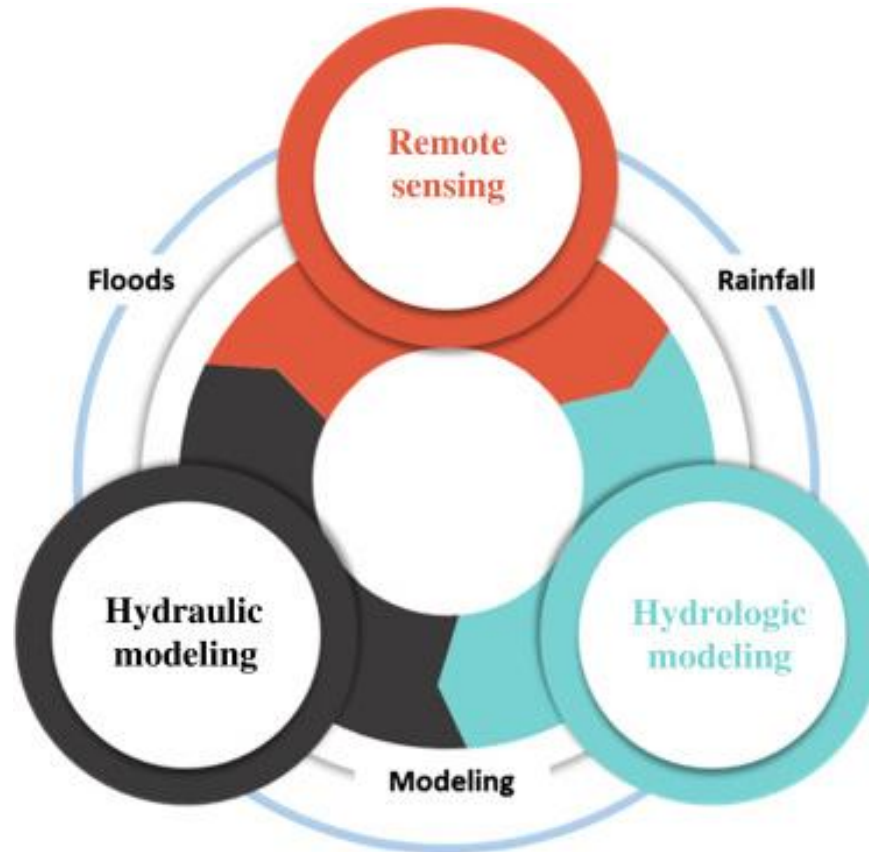 Remote
sensing
Floods
Rainfall
Hydraulic
modeling
Hydrologic
modeling
Modeling